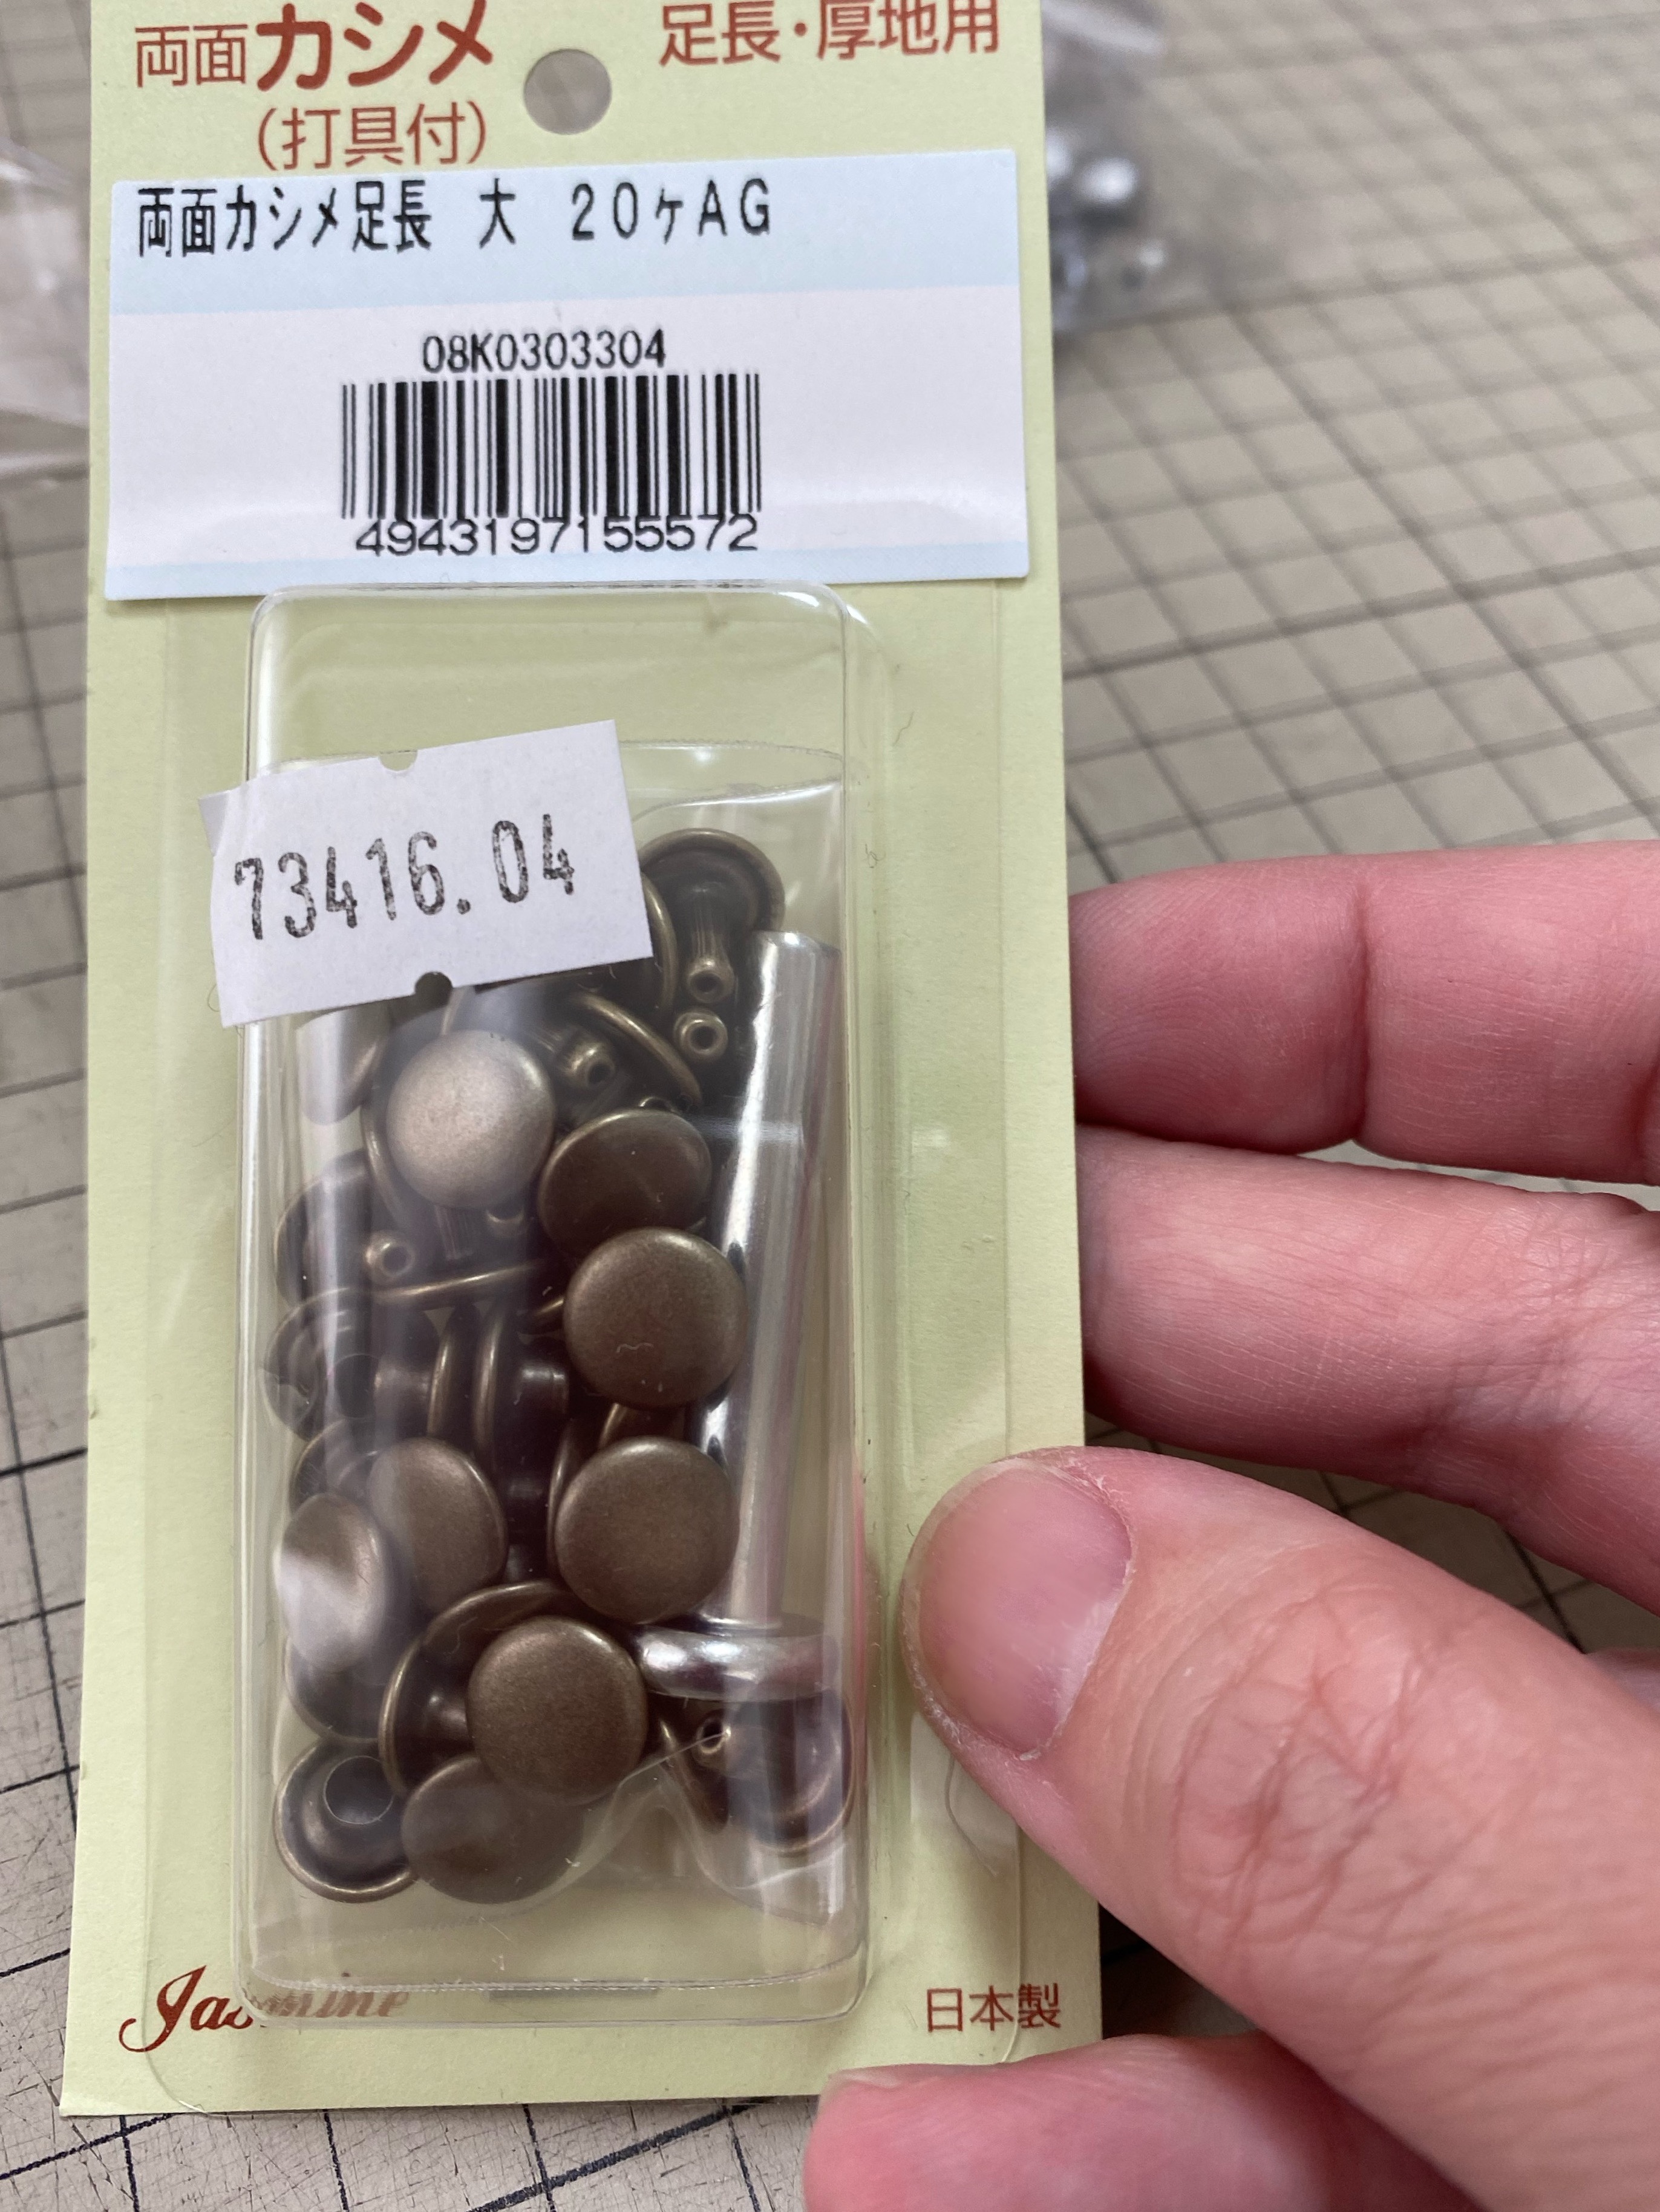 両面カシメ 足長・厚地用
(打具付)
両面カシメ足長 大 20ヶAG
08K0303304
4943197155572
73416.04
Jasmine 日本製